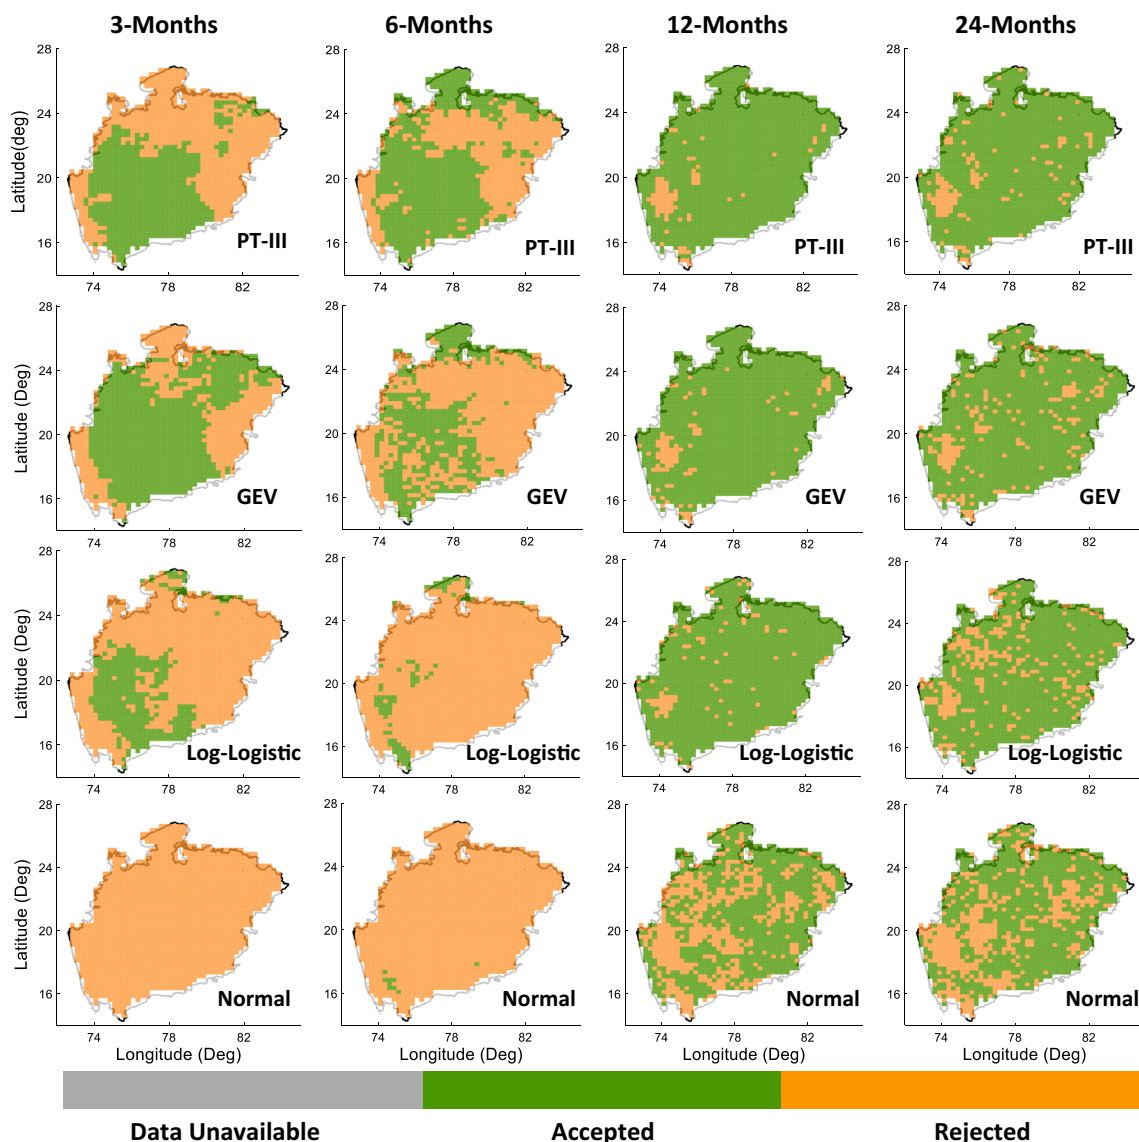 3-Months 6-Months 12-Months 24-Months
28 28 28 28
Latitude(deg)
24 24 24 24
20 20 20 20
16 16 16 16
PT-III PT-III PT-III PT-III
74 78 82 74 78 82 74 78 82 74 78 82
28 28 28 28
Latitude (Deg)
24 24 24 24
20 20 20 20
16 16 16 16
GEV GEV GEV GEV
74 78 82 74 78 82 74 78 82 74 78 82
28 28 28 28
Latitude (Deg)
24 24 24 24
20 20 20 20
16 16 16 16
Log-Logistic Log-Logistic Log-Logistic Log-Logistic
74 78 82 74 78 82 74 78 82 74 78 82
28 28 28 28
Latitude (Deg)
24 24 24 24
20 20 20 20
16 16 16 16
Normal Normal Normal Normal
74 78 82 74 78 82 74 78 82 74 78 82
Longitude (Deg) Longitude (Deg) Longitude (Deg) Longitude (Deg)
Data Unavailable Accepted Rejected